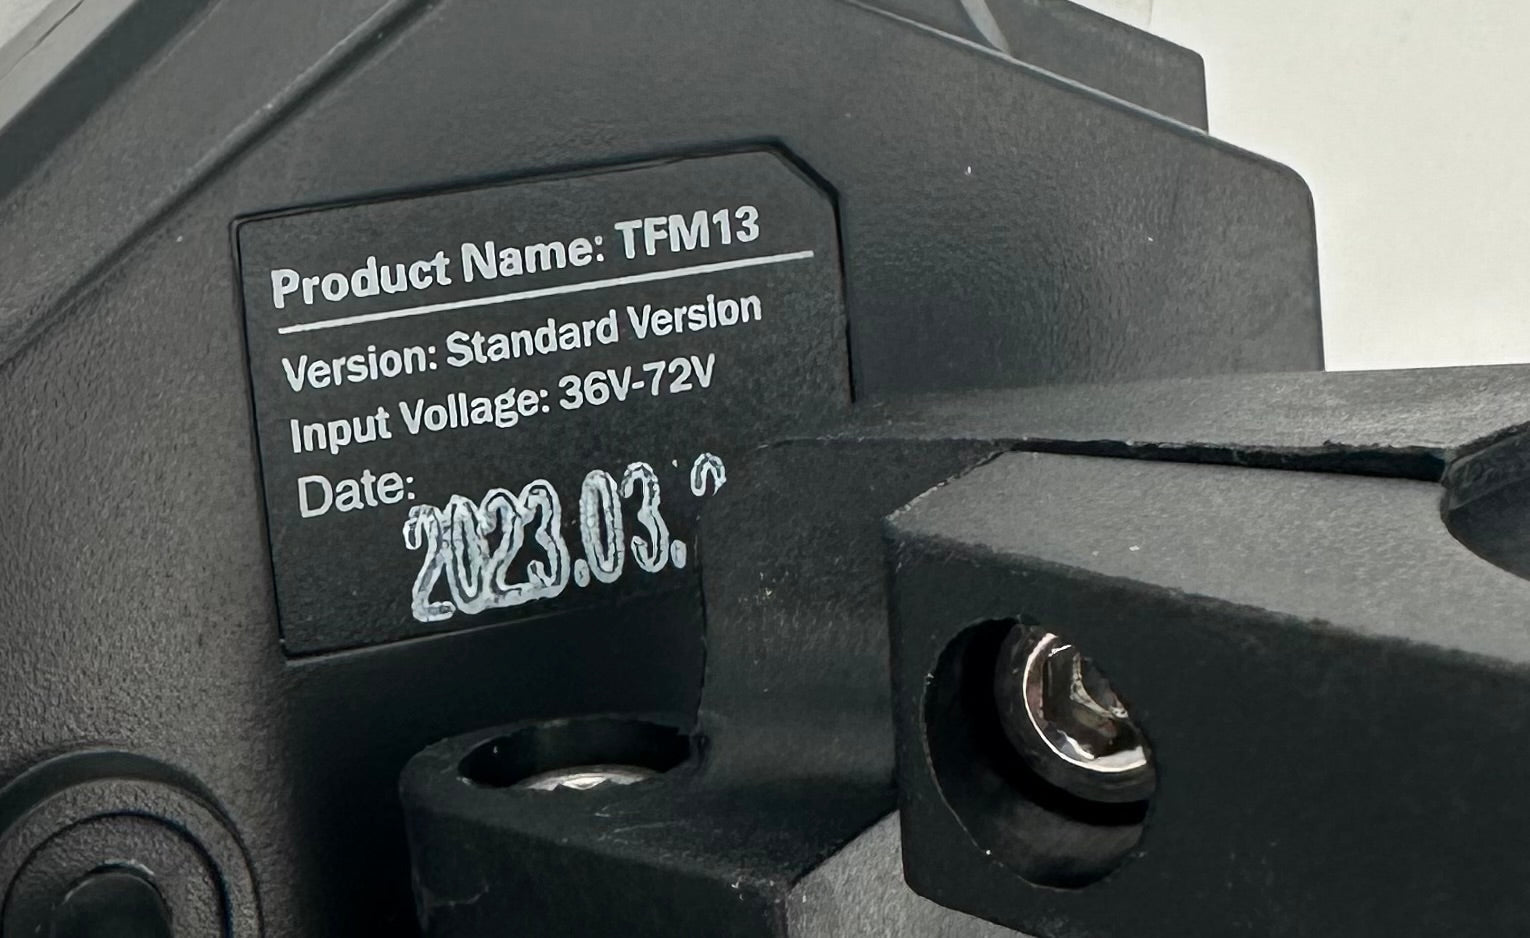 Product Name: TFM13
Version: Standard Version
Input Vollage: 36V-72V
Date:
2023.03.